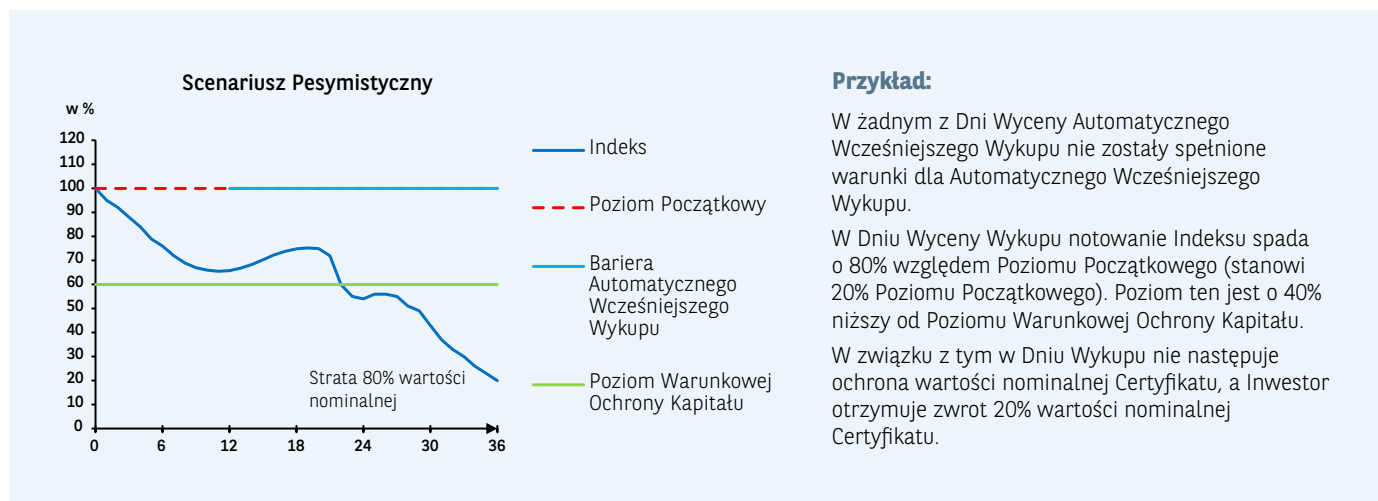 Scenariusz Pesymistyczny
w %
120
110
100
90
80
70
60
50
40
30
20
10
0
0 6 12 18 24 30 36
Strata 80% wartości
nominalnej
Indeks
Poziom Początkowy
Bariera
Automatycznego
Wcześniejszego
Wykupu
Poziom Warunkowej
Ochrony Kapitału
Przykład:
W żadnym z Dni Wyceny Automatycznego
Wcześniejszego Wykupu nie zostały spełnione
warunki dla Automatycznego Wcześniejszego
Wykupu.
W Dniu Wyceny Wykupu notowanie Indeksu spada
o 80% względem Poziomu Początkowego (stanowi
20% Poziomu Początkowego). Poziom ten jest o 40%
niższy od Poziomu Warunkowej Ochrony Kapitału.
W związku z tym w Dniu Wykupu nie następuje
ochrona wartości nominalnej Certyfikatu, a Inwestor
otrzymuje zwrot 20% wartości nominalnej
Certyfikatu.